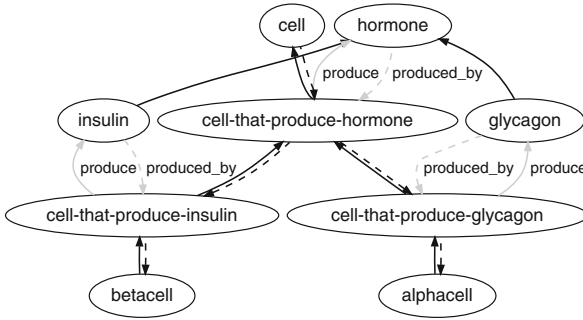 cell
hormone
produce
produced_by
insulin
cell-that-produce-hormone
glycagon
produce
produced_by
produced_by
produce
cell-that-produce-insulin
cell-that-produce-glycagon
betacell
alphacell